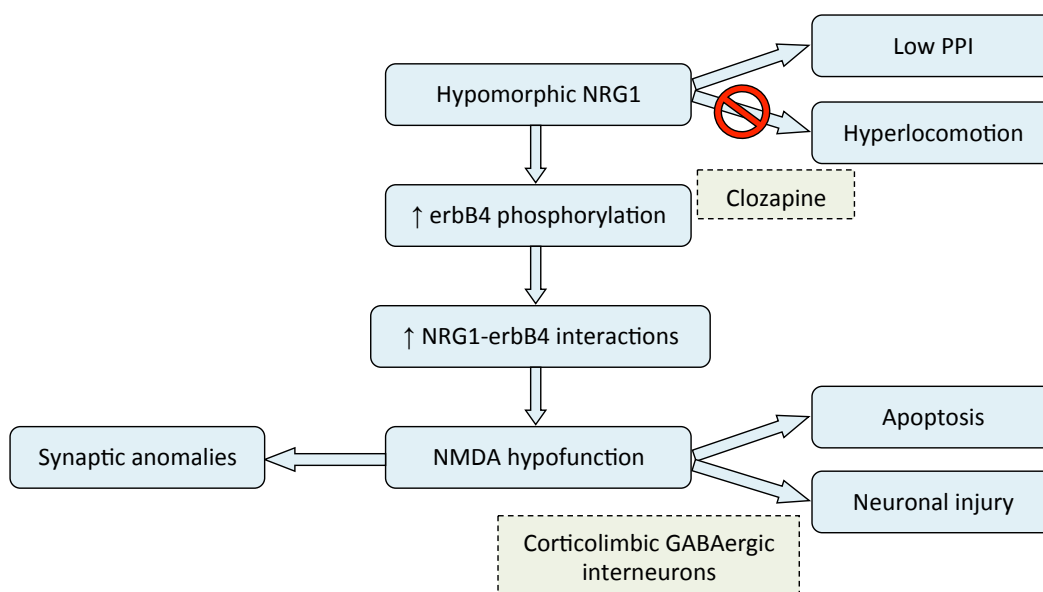 Low PPI
Hypomorphic NRG1
Hyperlocomotion
Clozapine
↑ erbB4 phosphorylation
↑ NRG1-erbB4 interactions
Apoptosis
Synaptic anomalies
NMDA hypofunction
Neuronal injury
Corticolimbic GABAergic
interneurons